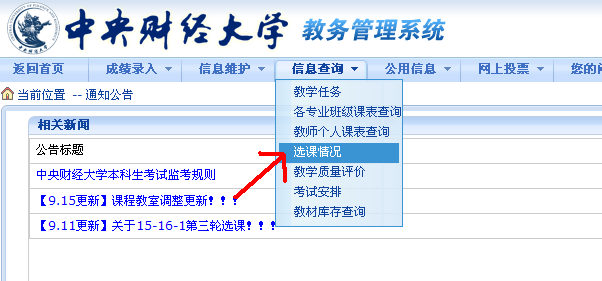 中央财经大学 教务管理系统
返回首页 成绩录入 信息维护 信息查询 公用信息 网上投票 您的
当前位置 -- 通知公告
教学任务
各专业班级课表查询
教师个人课表查询
选课情况
教学质量评价
考试安排
教材库存查询
相关新闻
公告标题
中央财经大学本科生考试监考规则
【9.15更新】课程教室调整更新！！！
【9.11更新】关于15-16-1第三轮选课！！！